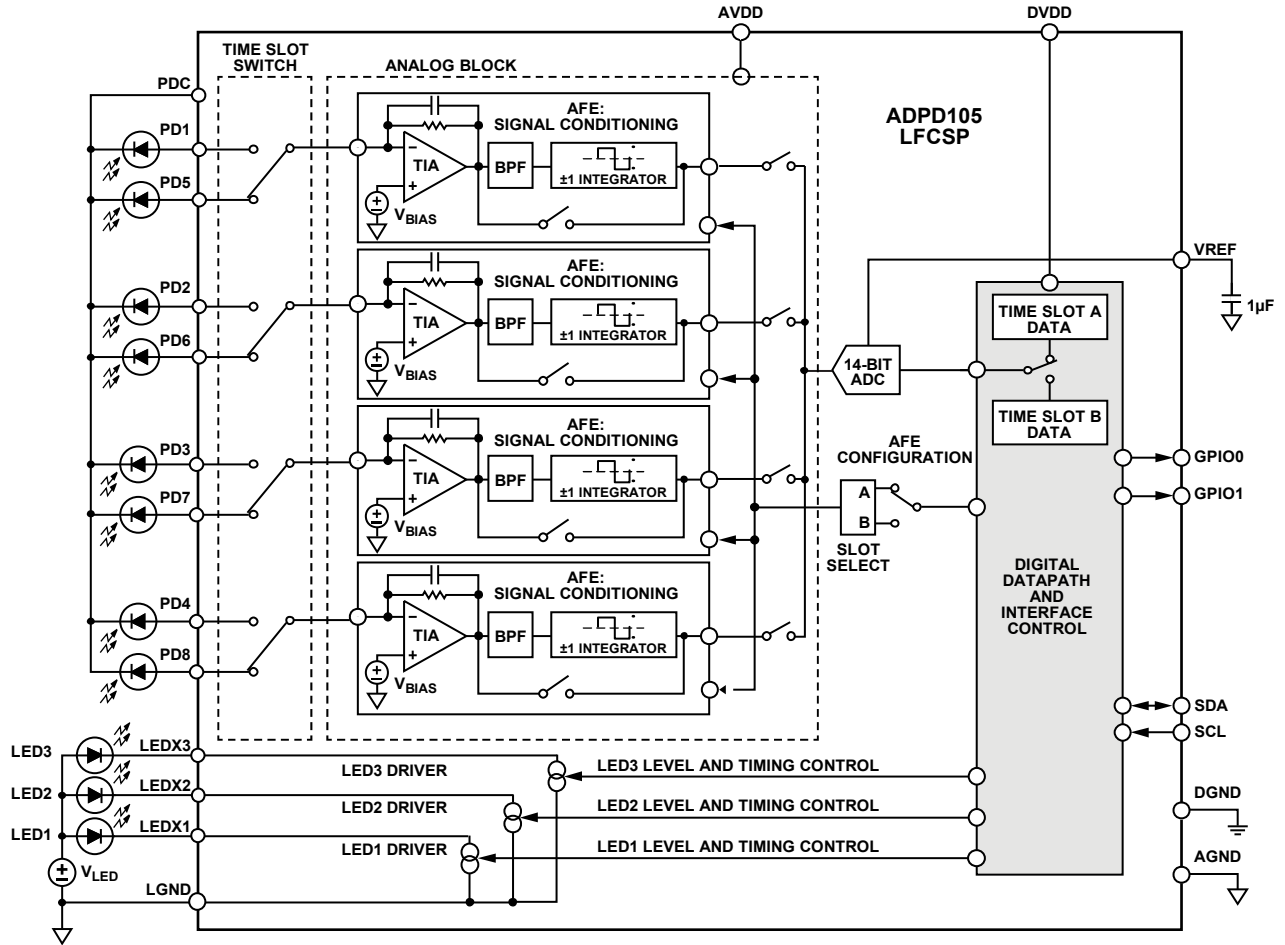 AVDD
DVDD
TIME SLOT
SWITCH
ANALOG BLOCK
ADPD105
LFCSP
PDC
PD1
PD5
AFE:
SIGNAL CONDITIONING
−
TIA
+
BPF
±1 INTEGRATOR
VBIAS
VREF
1µF
PD2
PD6
AFE:
SIGNAL CONDITIONING
−
TIA
+
BPF
±1 INTEGRATOR
VBIAS
14-BIT
ADC
TIME SLOT A
DATA
TIME SLOT B
DATA
PD3
PD7
AFE:
SIGNAL CONDITIONING
−
TIA
+
BPF
±1 INTEGRATOR
VBIAS
AFE
CONFIGURATION
A
B
SLOT
SELECT
GPIO0
GPIO1
DIGITAL
DATAPATH
AND
INTERFACE
CONTROL
PD4
PD8
AFE:
SIGNAL CONDITIONING
−
TIA
+
BPF
±1 INTEGRATOR
VBIAS
SDA
SCL
LED3
LEDX3
LED3 DRIVER
LED3 LEVEL AND TIMING CONTROL
LED2
LEDX2
LED2 DRIVER
LED2 LEVEL AND TIMING CONTROL
LED1
LEDX1
LED1 DRIVER
LED1 LEVEL AND TIMING CONTROL
VLED
LGND
DGND
AGND